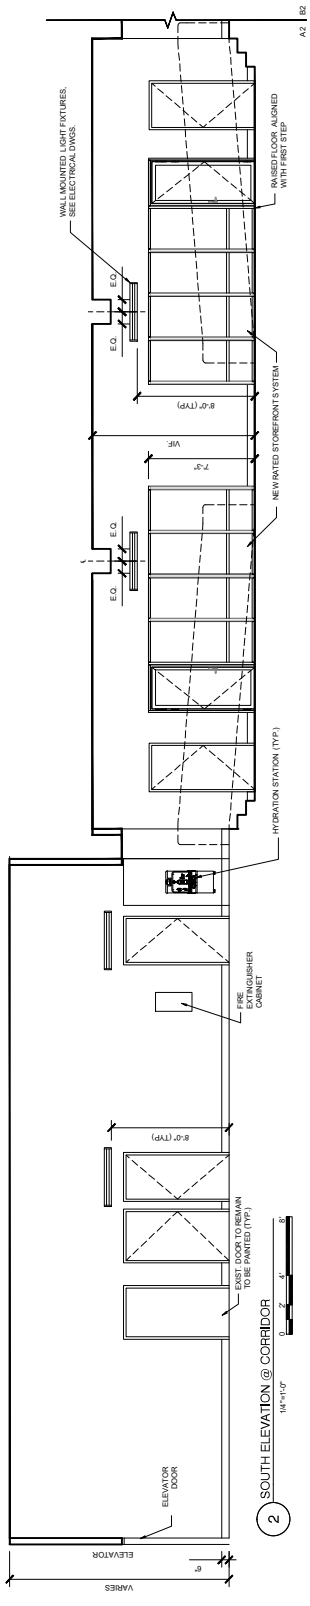 VARIES
ELEVATOR
6"
ELEVATOR
DOOR
2
SOUTH ELEVATION @ CORRIDOR
1/4"=1'-0"
0 2' 4' 8'
EXIST. DOOR TO REMAIN
TO BE PAINTED (TYP.)
8'-0" (TYP)
FIRE
EXTINGUISHER
CABINET
HYDRATION STATION (TYP.)
E.Q.
E.Q.
7'-3"
VIF.
8'-0" (TYP)
NEW RATED STOREFRONT SYSTEM
E.Q.
E.Q.
WALL MOUNTED LIGHT FIXTURES,
SEE ELECTRICAL DWGS.
RAISED FLOOR ALIGNED
WITH FIRST STEP
A2
B2